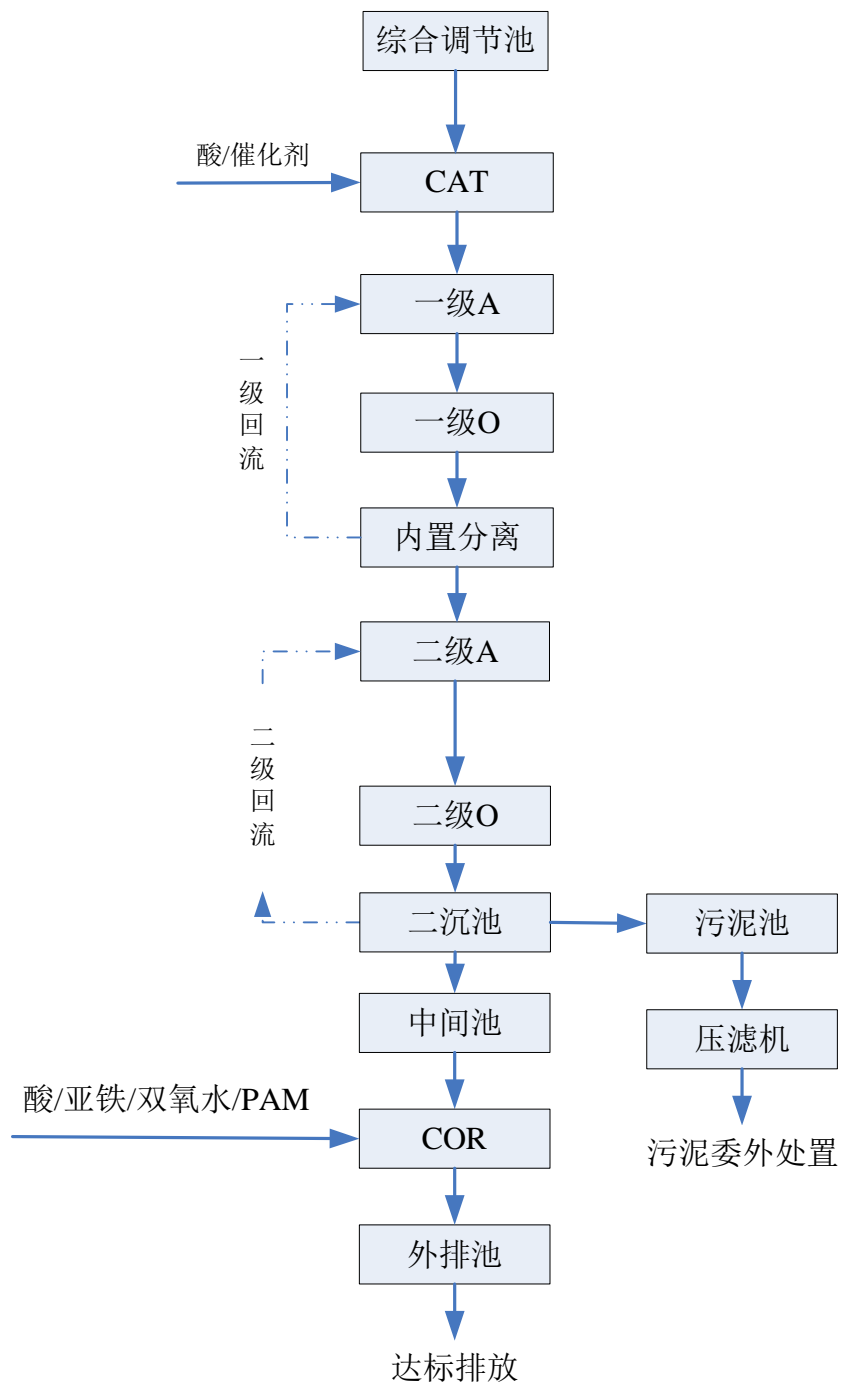 综合调节池
酸/催化剂
CAT
一级A
一级回流
一级O
内置分离
二级A
二级回流
二级O
二沉池
污泥池
中间池
压滤机
酸/亚铁/双氧水/PAM
COR
污泥委外处置
外排池
达标排放